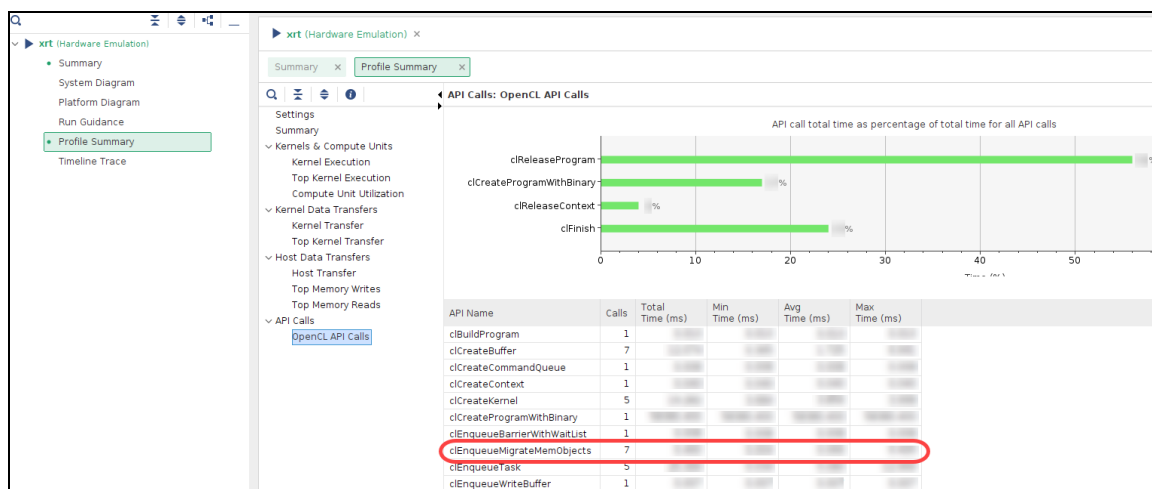 xrt (Hardware Emulation)
Summary
System Diagram
Platform Diagram
Run Guidance
Profile Summary
Timeline Trace
xrt (Hardware Emulation) ×
Summary × Profile Summary ×
Settings
Summary
Kernels & Compute Units
Kernel Execution
Top Kernel Execution
Compute Unit Utilization
Kernel Data Transfers
Kernel Transfer
Top Kernel Transfer
Host Data Transfers
Host Transfer
Top Memory Writes
Top Memory Reads
API Calls
OpenCL API Calls
API Calls: OpenCL API Calls
API call total time as percentage of total time for all API calls
clReleaseProgram
%
clCreateProgramWithBinary
%
clReleaseContext
%
clFinish
%
0 10 20 30 40 50
Time (%)
API Name Calls Total Time (ms) Min Time (ms) Avg Time (ms) Max Time (ms)
clBuildProgram 1
clCreateBuffer 7
clCreateCommandQueue 1
clCreateContext 1
clCreateKernel 5
clCreateProgramWithBinary 1
clEnqueueBarrierWithWaitList 1
clEnqueueMigrateMemObjects 7
clEnqueueTask 5
clEnqueueWriteBuffer 1